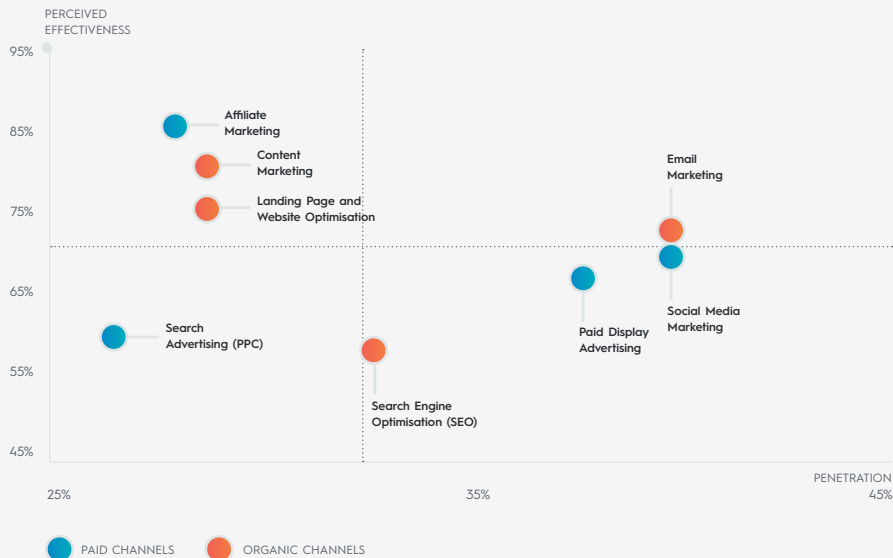 PERCEIVED
EFFECTIVENESS
95%
85%
75%
65%
55%
45%
Affiliate
Marketing
Content
Marketing
Landing Page and
Website Optimisation
Email
Marketing
Search
Advertising (PPC)
Search Engine
Optimisation (SEO)
Paid Display
Advertising
Social Media
Marketing
PENETRATION
25%
35%
45%
PAID CHANNELS
ORGANIC CHANNELS